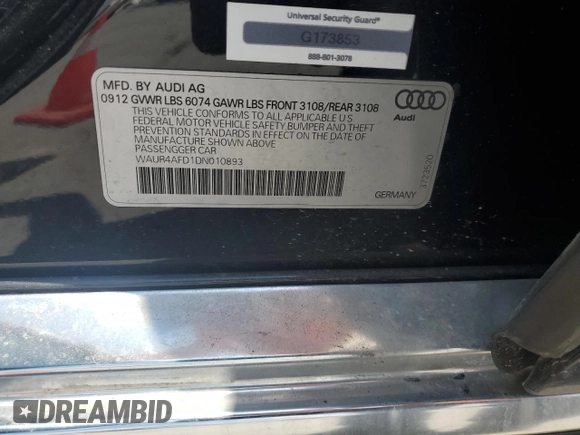 Universal Security Guard®
G173853
888-801-3078
MFD. BY AUDI AG
0912 GVWR LBS 6074 GAWR LBS FRONT 3108/REAR 3108
THIS VEHICLE CONFORMS TO ALL APPLICABLE U.S
FEDERAL MOTOR VEHICLE SAFETY, BUMPER AND THEFT
PREVENTION STANDARDS IN EFFECT ON THE DATE OF
MANUFACTURE SHOWN ABOVE
PASSENGGER CAR
WAUR4AFD1DN010893
Audi
GERMANY
3723520
DREAMBID